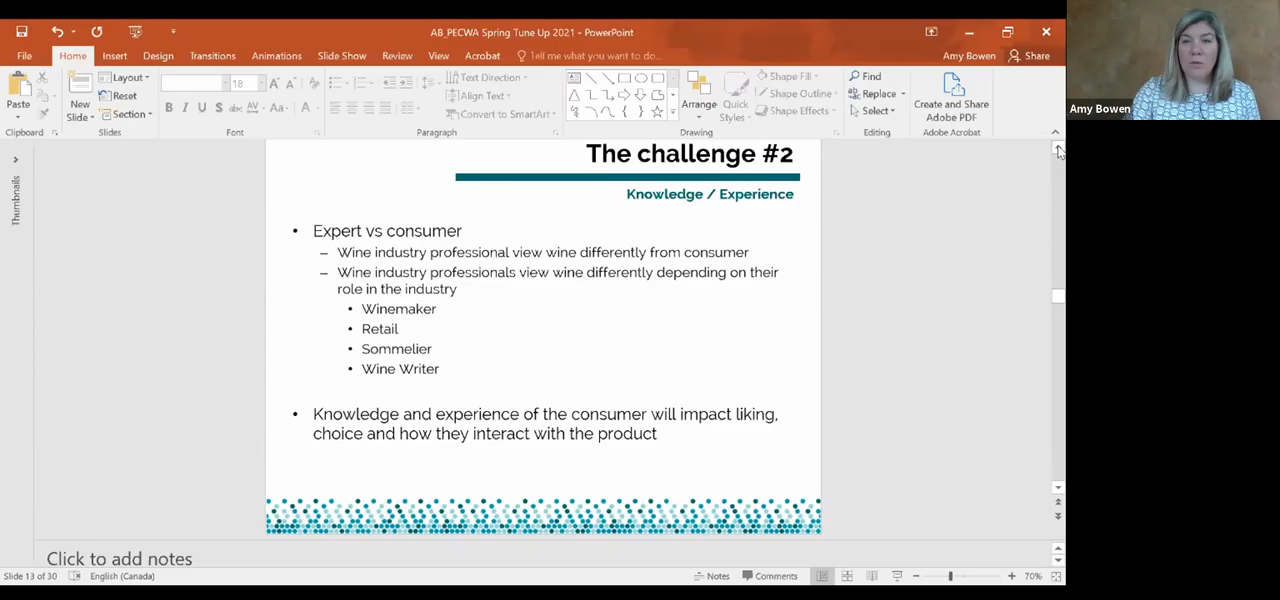 AB_PECWA Spring Tune Up 2021 - PowerPoint
File Home Insert Design Transitions Animations Slide Show Review View Acrobat Tell me what you want to do... Amy Bowen Share
Paste
Clipboard
New Slide
Layout
Reset
Section
Slides
18
B I U S abc AV Aa A
Font
Text Direction
Align Text
Convert to SmartArt
Paragraph
Arrange
Quick Styles
Shape Fill
Shape Outline
Shape Effects
Drawing
Find
Replace
Select
Editing
Create and Share Adobe PDF
Adobe Acrobat
Amy Bowen
Thumbnails
The challenge #2
Knowledge / Experience
• Expert vs consumer
– Wine industry professional view wine differently from consumer
– Wine industry professionals view wine differently depending on their
role in the industry
• Winemaker
• Retail
• Sommelier
• Wine Writer
• Knowledge and experience of the consumer will impact liking,
choice and how they interact with the product
Click to add notes
Slide 13 of 30 English (Canada) Notes Comments 70%